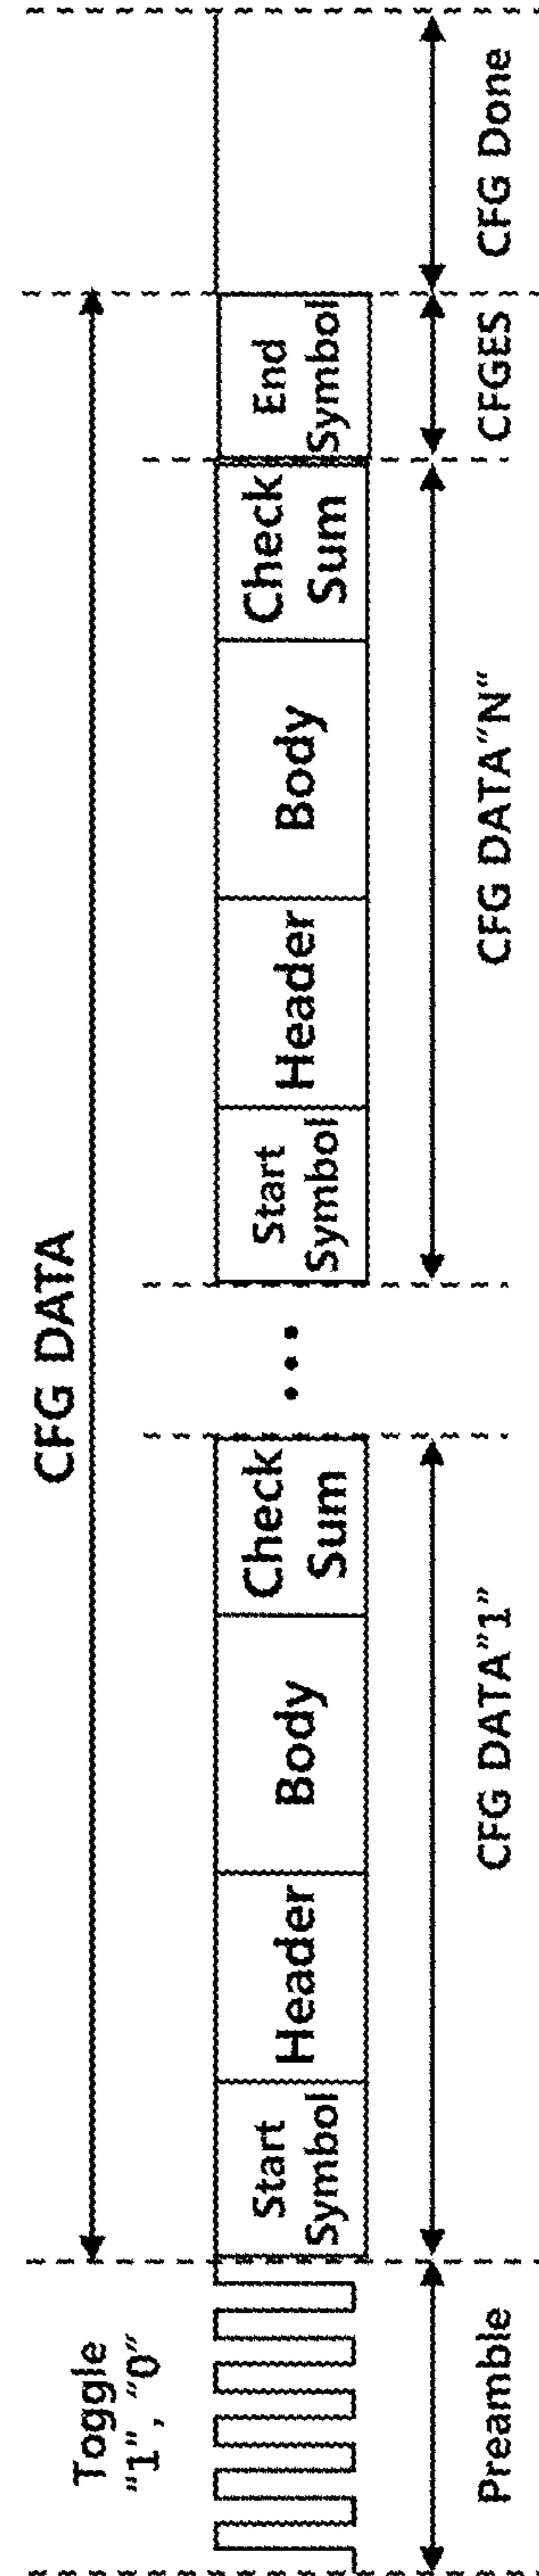 CFG DATA
Toggle
"1", "0"
Start
Symbol
Header
Body
Check
Sum
...
Start
Symbol
Header
Body
Check
Sum
End
Symbol
Preamble
CFG DATA"1"
CFG DATA"N"
CFGES
CFG Done